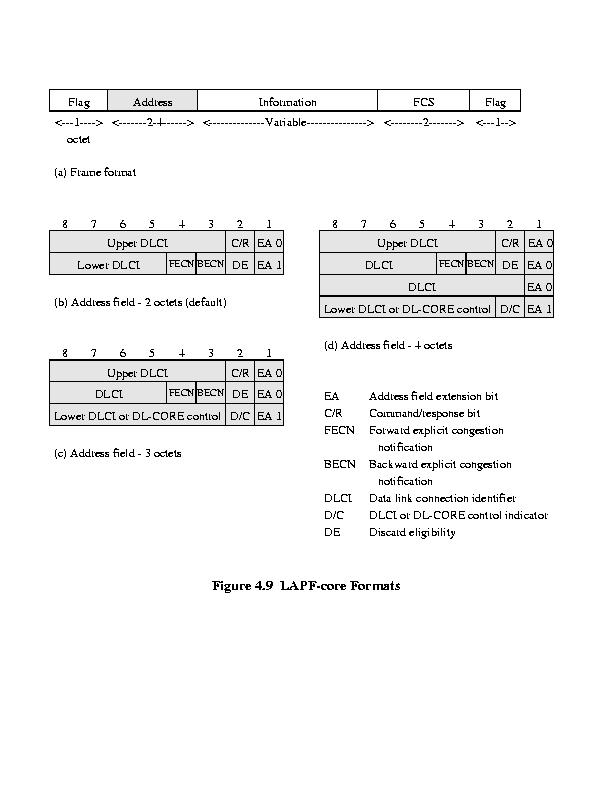 Flag Address Information FCS Flag
<---1----> <-------2-4------> <--------------Variable---------------> <--------2-------> <---1-->
octet
(a) Frame format
8 7 6 5 4 3 2 1
Upper DLCI C/R EA 0
Lower DLCI FECN BECN DE EA 1
(b) Address field - 2 octets (default)
8 7 6 5 4 3 2 1
Upper DLCI C/R EA 0
DLCI FECN BECN DE EA 0
Lower DLCI or DL-CORE control D/C EA 1
(c) Address field - 3 octets
8 7 6 5 4 3 2 1
Upper DLCI C/R EA 0
DLCI FECN BECN DE EA 0
DLCI EA 0
Lower DLCI or DL-CORE control D/C EA 1
(d) Address field - 4 octets
EA Address field extension bit
C/R Command/response bit
FECN Forward explicit congestion
notification
BECN Backward explicit congestion
notification
DLCI Data link connection identifier
D/C DLCI or DL-CORE control indicator
DE Discard eligibility
Figure 4.9 LAPF-core Formats